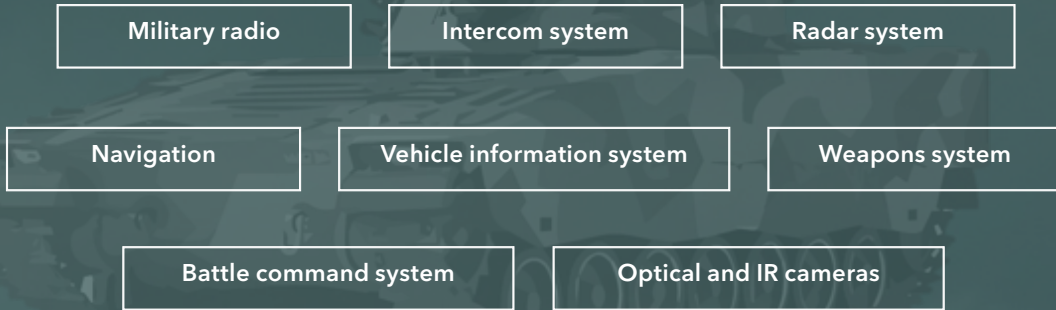 Military radio
Intercom system
Radar system
Navigation
Vehicle information system
Weapons system
Battle command system
Optical and IR cameras